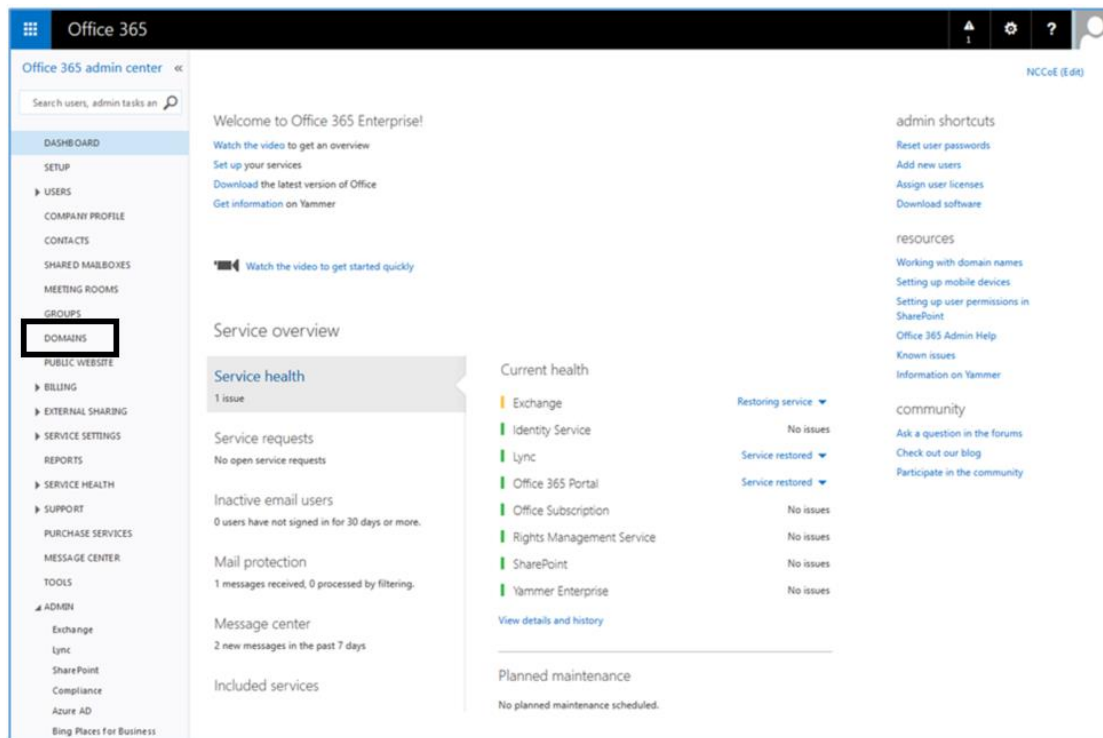 Office 365
1
?
Office 365 admin center «
NCCoE (Edit)
Search users, admin tasks an
DASHBOARD
SETUP
USERS
COMPANY PROFILE
CONTACTS
SHARED MAILBOXES
MEETING ROOMS
GROUPS
DOMAINS
PUBLIC WEBSITE
BILLING
EXTERNAL SHARING
SERVICE SETTINGS
REPORTS
SERVICE HEALTH
SUPPORT
PURCHASE SERVICES
MESSAGE CENTER
TOOLS
ADMIN
Exchange
Lync
SharePoint
Compliance
Azure AD
Bing Places for Business
Welcome to Office 365 Enterprise!
Watch the video to get an overview
Set up your services
Download the latest version of Office
Get information on Yammer
Watch the video to get started quickly
Service overview
Service health
1 issue
Service requests
No open service requests
Inactive email users
0 users have not signed in for 30 days or more.
Mail protection
1 messages received, 0 processed by filtering.
Message center
2 new messages in the past 7 days
Included services
Current health
Exchange Restoring service
Identity Service No issues
Lync Service restored
Office 365 Portal Service restored
Office Subscription No issues
Rights Management Service No issues
SharePoint No issues
Yammer Enterprise No issues
View details and history
Planned maintenance
No planned maintenance scheduled.
admin shortcuts
Reset user passwords
Add new users
Assign user licenses
Download software
resources
Working with domain names
Setting up mobile devices
Setting up user permissions in
SharePoint
Office 365 Admin Help
Known issues
Information on Yammer
community
Ask a question in the forums
Check out our blog
Participate in the community